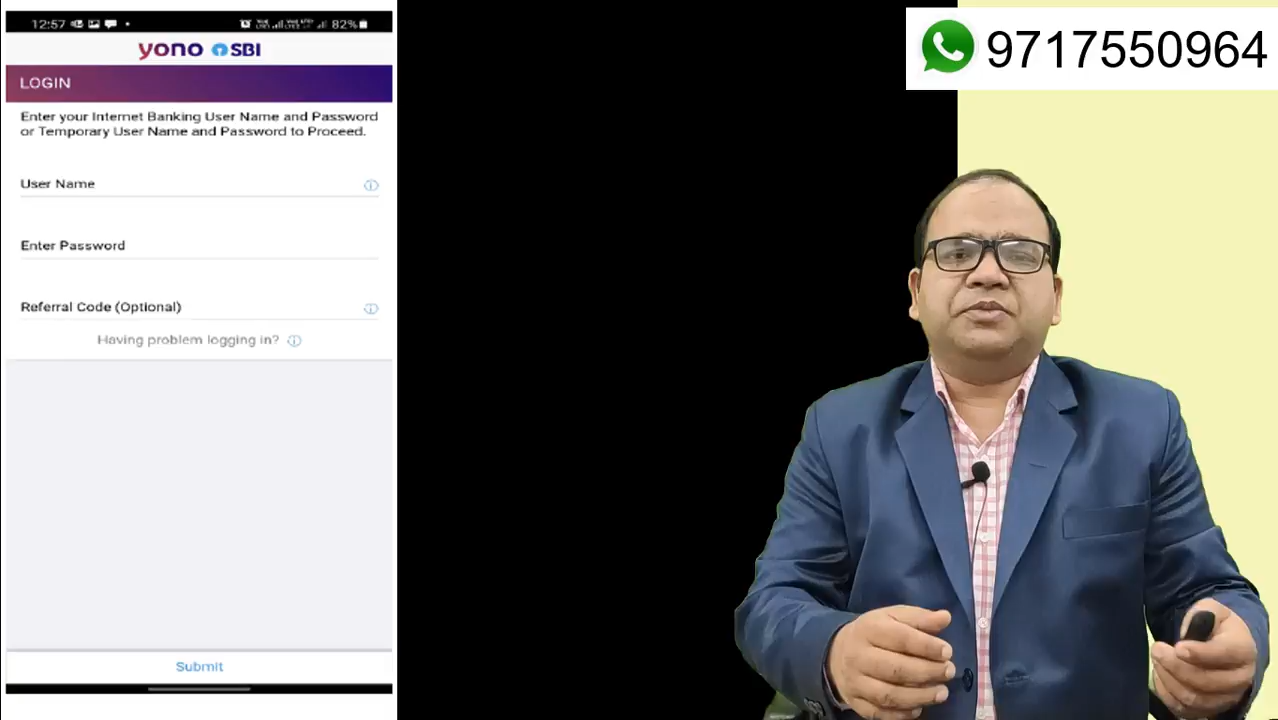 12:57
82%
yono SBI
LOGIN
Enter your Internet Banking User Name and Password
or Temporary User Name and Password to Proceed.
User Name
Enter Password
Referral Code (Optional)
Having problem logging in?
Submit
9717550964